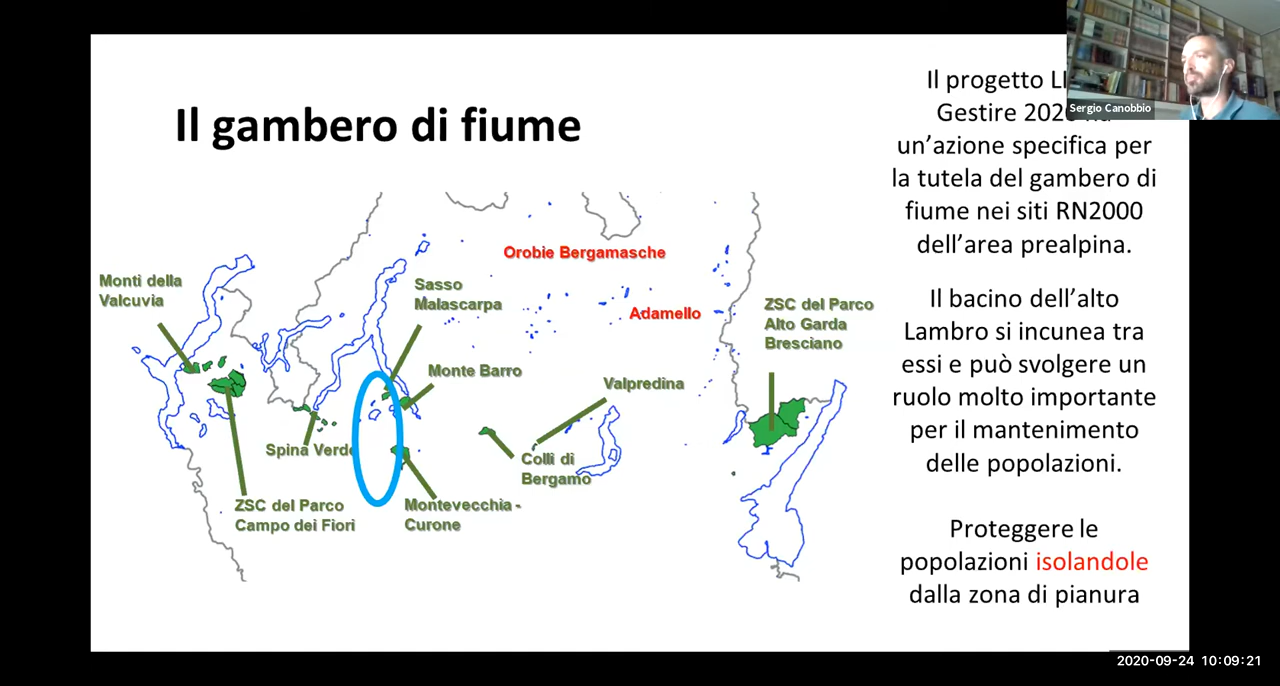 Il gambero di fiume
Monti della
Valcuvia
Sasso
Malascarpa
Orobie Bergamasche
Adamello
ZSC del Parco
Alto Garda
Bresciano
Monte Barro
Valpredina
Spina Verde
Colli di
Bergamo
ZSC del Parco
Campo dei Fiori
Montevecchia -
Curone
Il progetto
Gestire
un'azione specifica per
la tutela del gambero di
fiume nei siti RN2000
dell'area prealpina.
Il bacino dell'alto
Lambro si incunea tra
essi e può svolgere un
ruolo molto importante
per il mantenimento
delle popolazioni.
Proteggere le
popolazioni isolandole
dalla zona di pianura
Sergio Canobbio
2020-09-24 10:09:21